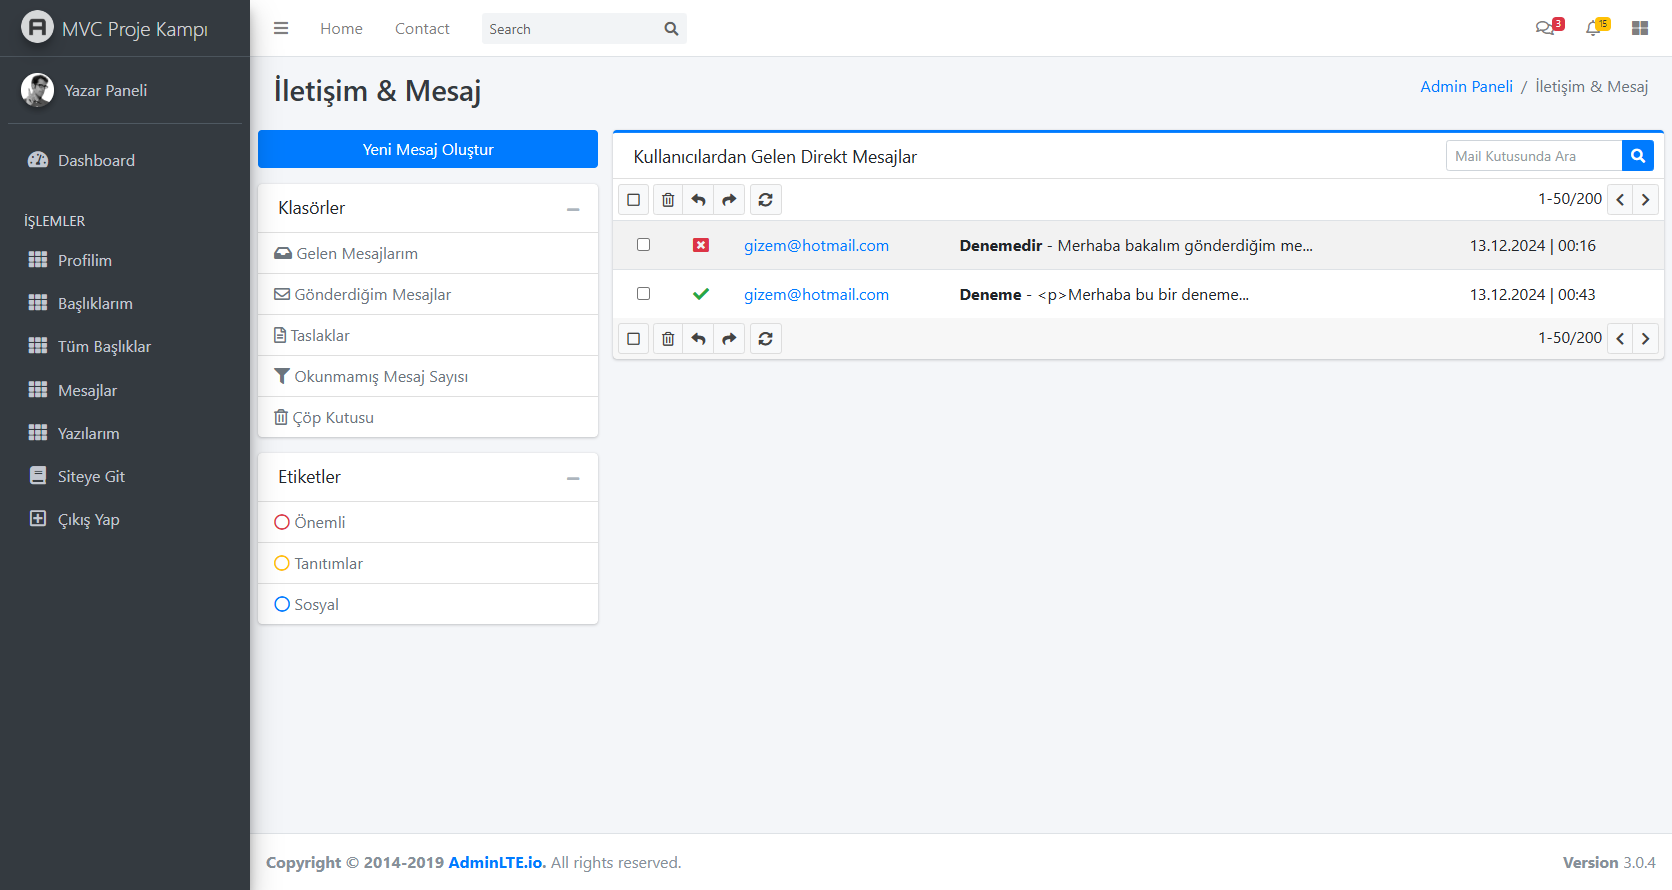 MVC Proje Kampı
Home
Contact
Search
3
15
Yazar Paneli
Dashboard
İŞLEMLER
Profilim
Başlıklarım
Tüm Başlıklar
Mesajlar
Yazılarım
Siteye Git
Çıkış Yap
İletişim & Mesaj
Admin Paneli / İletişim & Mesaj
Yeni Mesaj Oluştur
Klasörler
Gelen Mesajlarım
Gönderdiğim Mesajlar
Taslaklar
Okunmamış Mesaj Sayısı
Çöp Kutusu
Etiketler
Önemli
Tanıtımlar
Sosyal
Kullanıcılardan Gelen Direkt Mesajlar
Mail Kutusunda Ara
1-50/200
gizem@hotmail.com Denemedir - Merhaba bakalım gönderdiğim me... 13.12.2024 | 00:16
gizem@hotmail.com Deneme - <p>Merhaba bu bir deneme... 13.12.2024 | 00:43
1-50/200
Copyright © 2014-2019 AdminLTE.io. All rights reserved.
Version 3.0.4